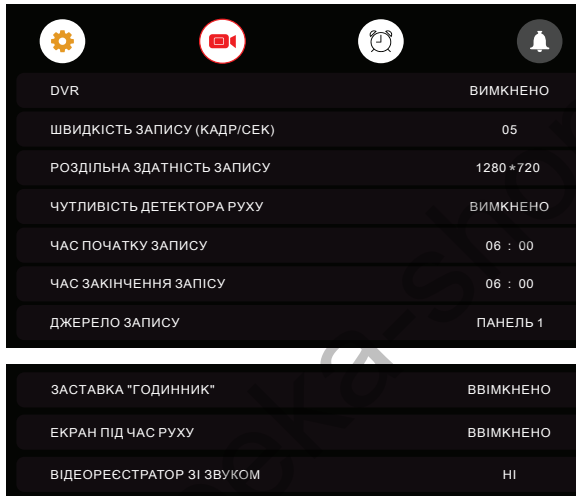 DVR ВИМКНЕНО
ШВИДКІСТЬ ЗАПИСУ (КАДР/СЕК) 05
РОЗДІЛЬНА ЗДАТНІСТЬ ЗАПИСУ 1280*720
ЧУТЛИВІСТЬ ДЕТЕКТОРА РУХУ ВИМКНЕНО
ЧАС ПОЧАТКУ ЗАПИСУ 06 : 00
ЧАС ЗАКІНЧЕННЯ ЗАПІСУ 06 : 00
ДЖЕРЕЛО ЗАПИСУ ПАНЕЛЬ 1
ЗАСТАВКА "ГОДИННИК" ВВІМКНЕНО
ЕКРАН ПІД ЧАС РУХУ ВВІМКНЕНО
ВІДЕОРЕЄСТРАТОР ЗІ ЗВУКОМ НІ